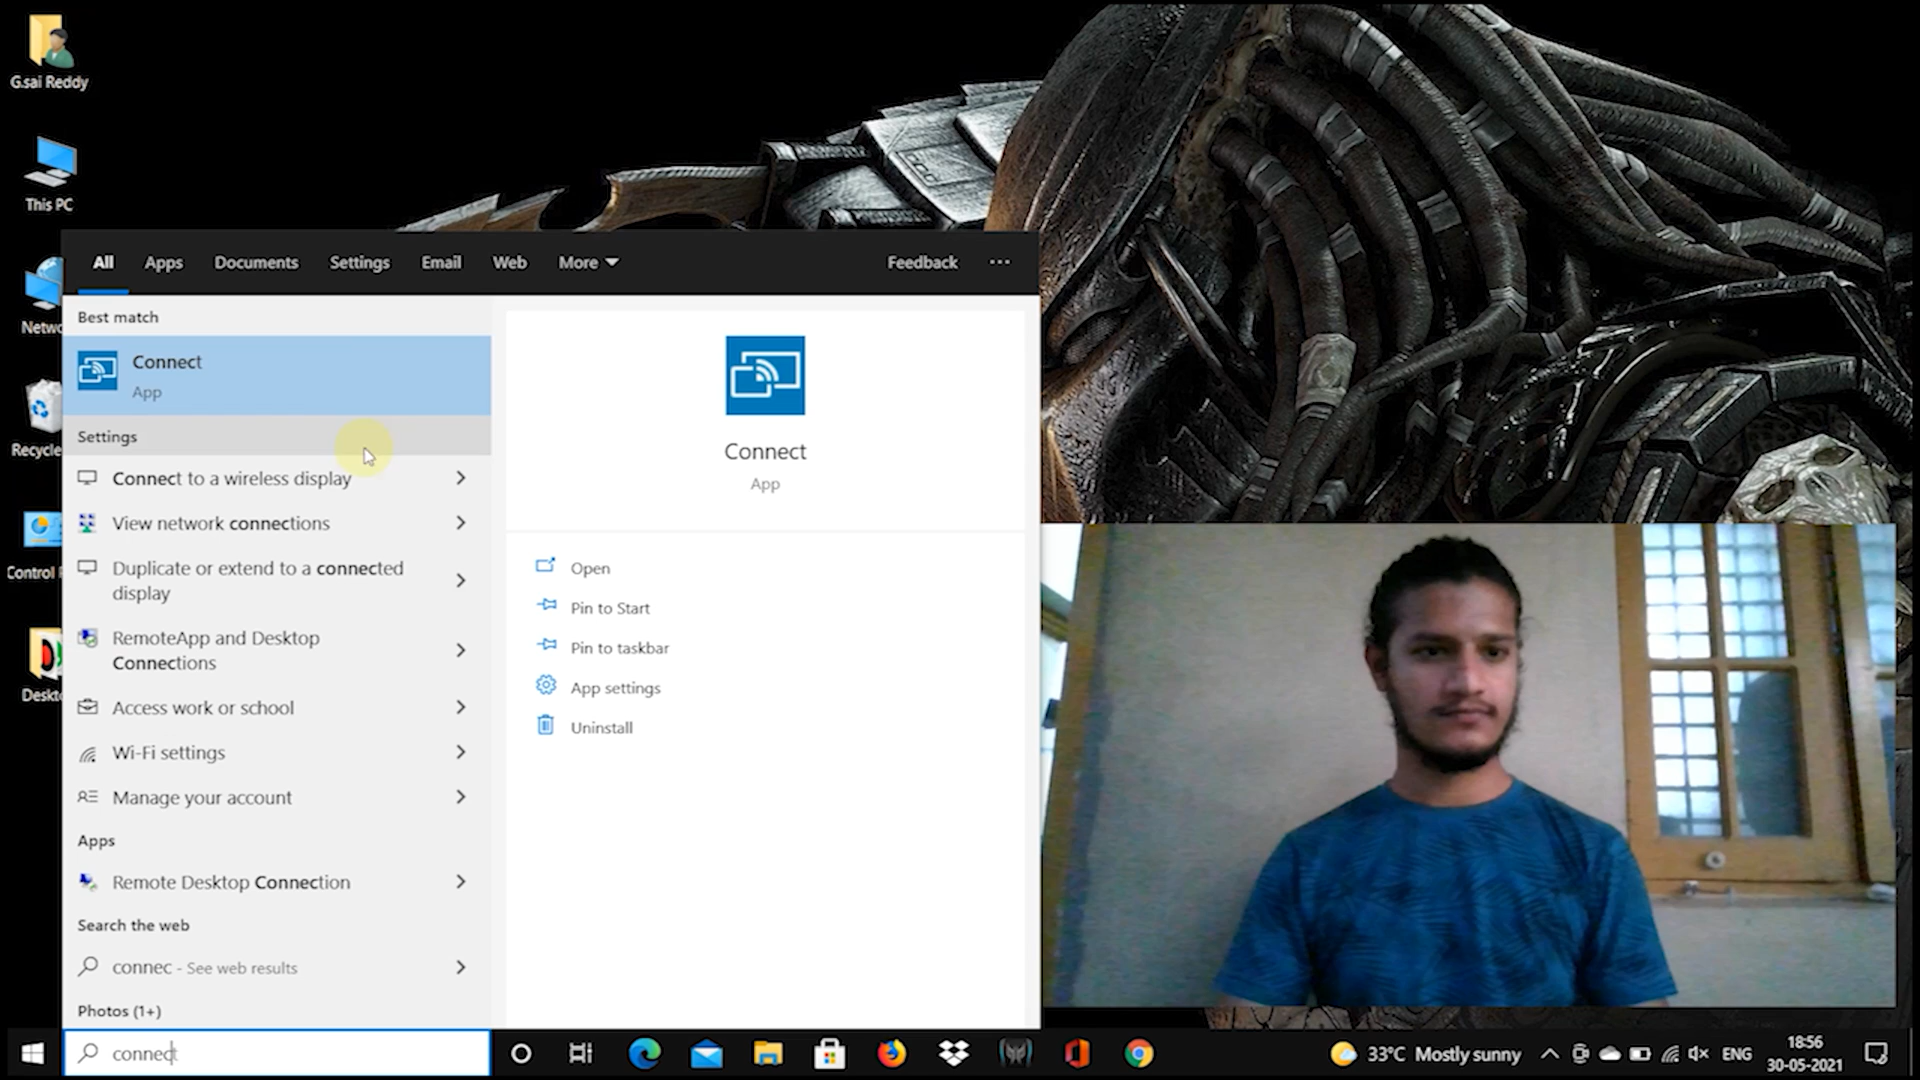 G.sai Reddy
This PC
Netwo
Recycle
Control P
Deskto
All Apps Documents Settings Email Web More Feedback ...
Best match
Connect
App
Settings
Connect to a wireless display
View network connections
Duplicate or extend to a connected
display
RemoteApp and Desktop
Connections
Access work or school
Wi-Fi settings
Manage your account
Apps
Remote Desktop Connection
Search the web
connec - See web results
Photos (1+)
connect
Connect
App
Open
Pin to Start
Pin to taskbar
App settings
Uninstall
33°C Mostly sunny
ENG
18:56
30-05-2021